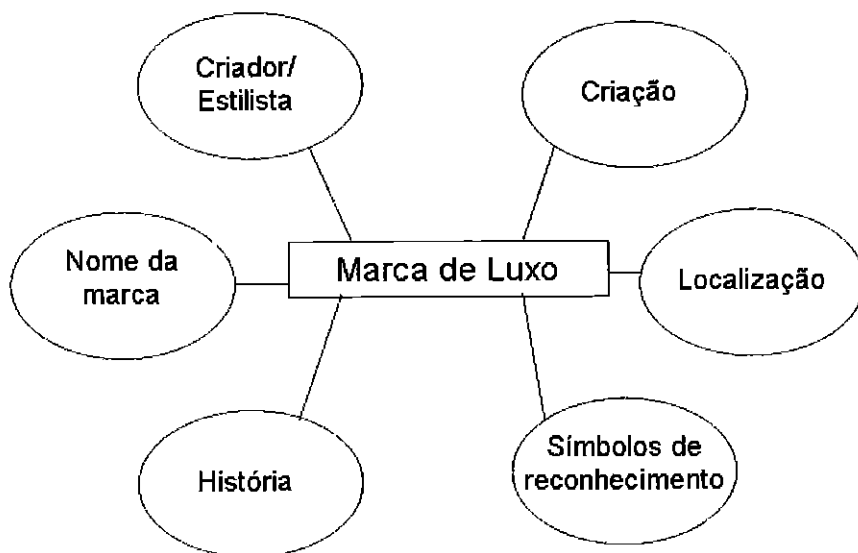 Criador/
Estilista
Criação
Nome da
marca
Marca de Luxo
Localização
História
Símbolos de
reconhecimento